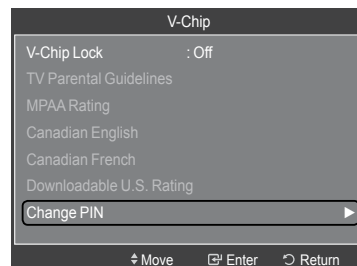 V-Chip
V-Chip Lock : Off
TV Parental Guidelines
MPAA Rating
Canadian English
Canadian French
Downloadable U.S. Rating
Change PIN ►
Move Enter Return